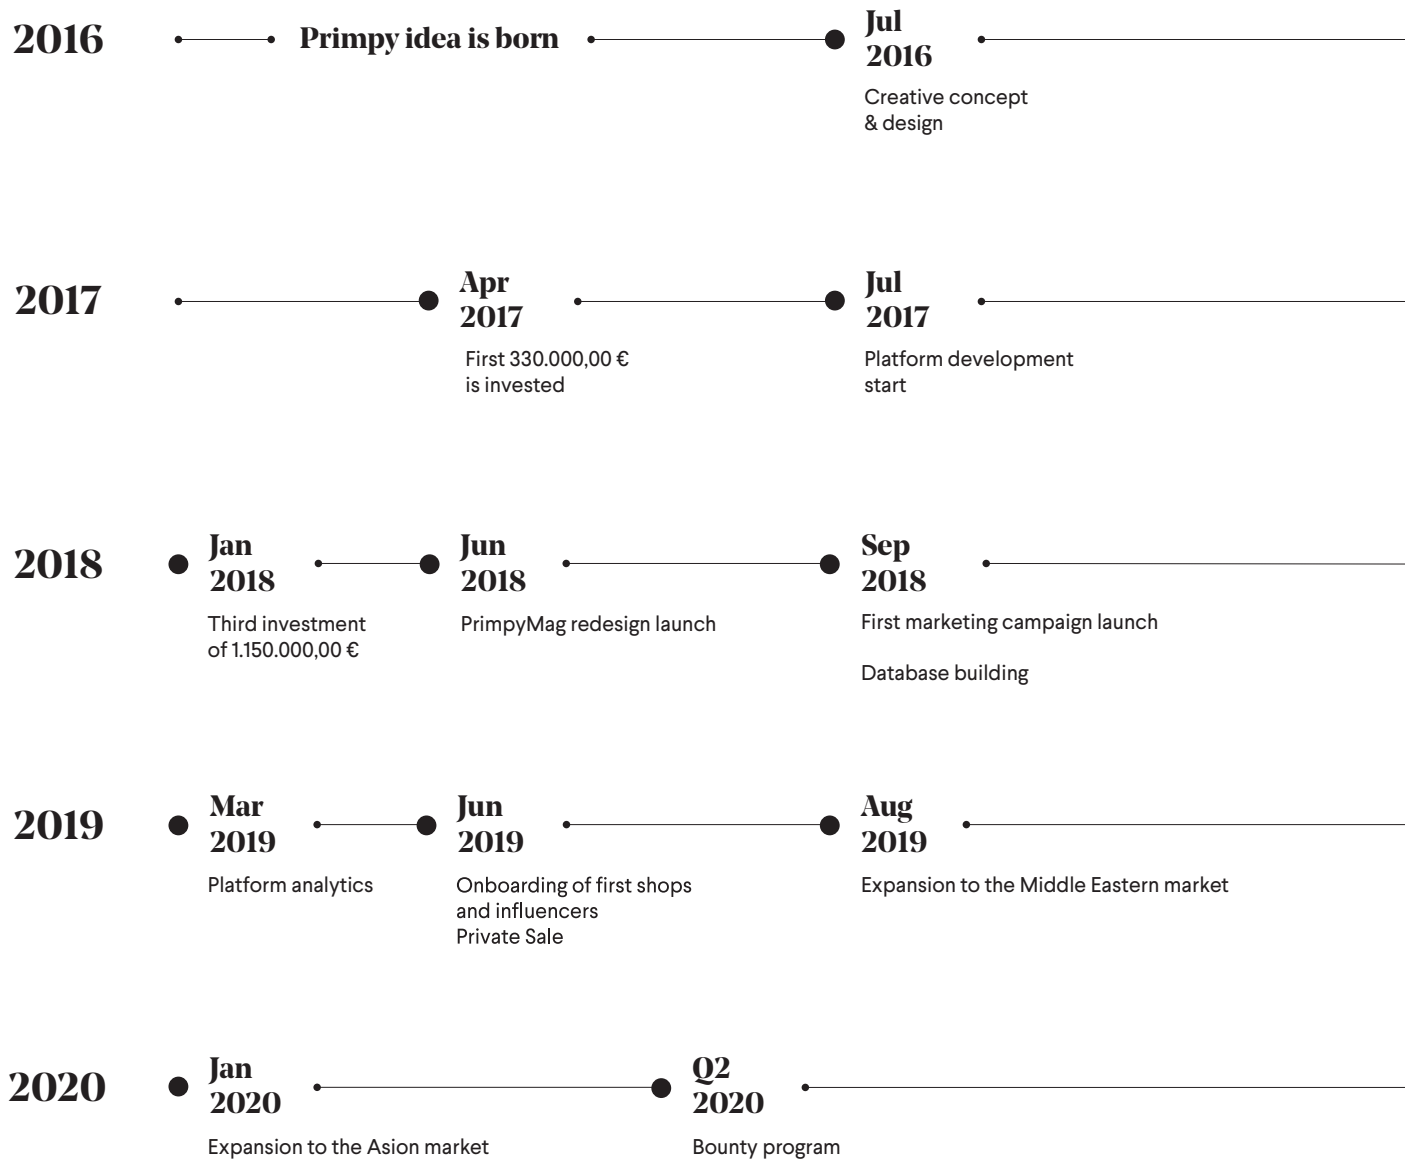 2016
Primpy idea is born
Jul
2016
Creative concept
& design
2017
Apr
2017
First 330.000,00 €
is invested
Jul
2017
Platform development
start
2018
Jan
2018
Third investment
of 1.150.000,00 €
Jun
2018
PrimpyMag redesign launch
Sep
2018
First marketing campaign launch
Database building
2019
Mar
2019
Platform analytics
Jun
2019
Onboarding of first shops
and influencers
Private Sale
Aug
2019
Expansion to the Middle Eastern market
2020
Jan
2020
Expansion to the Asion market
Q2
2020
Bounty program